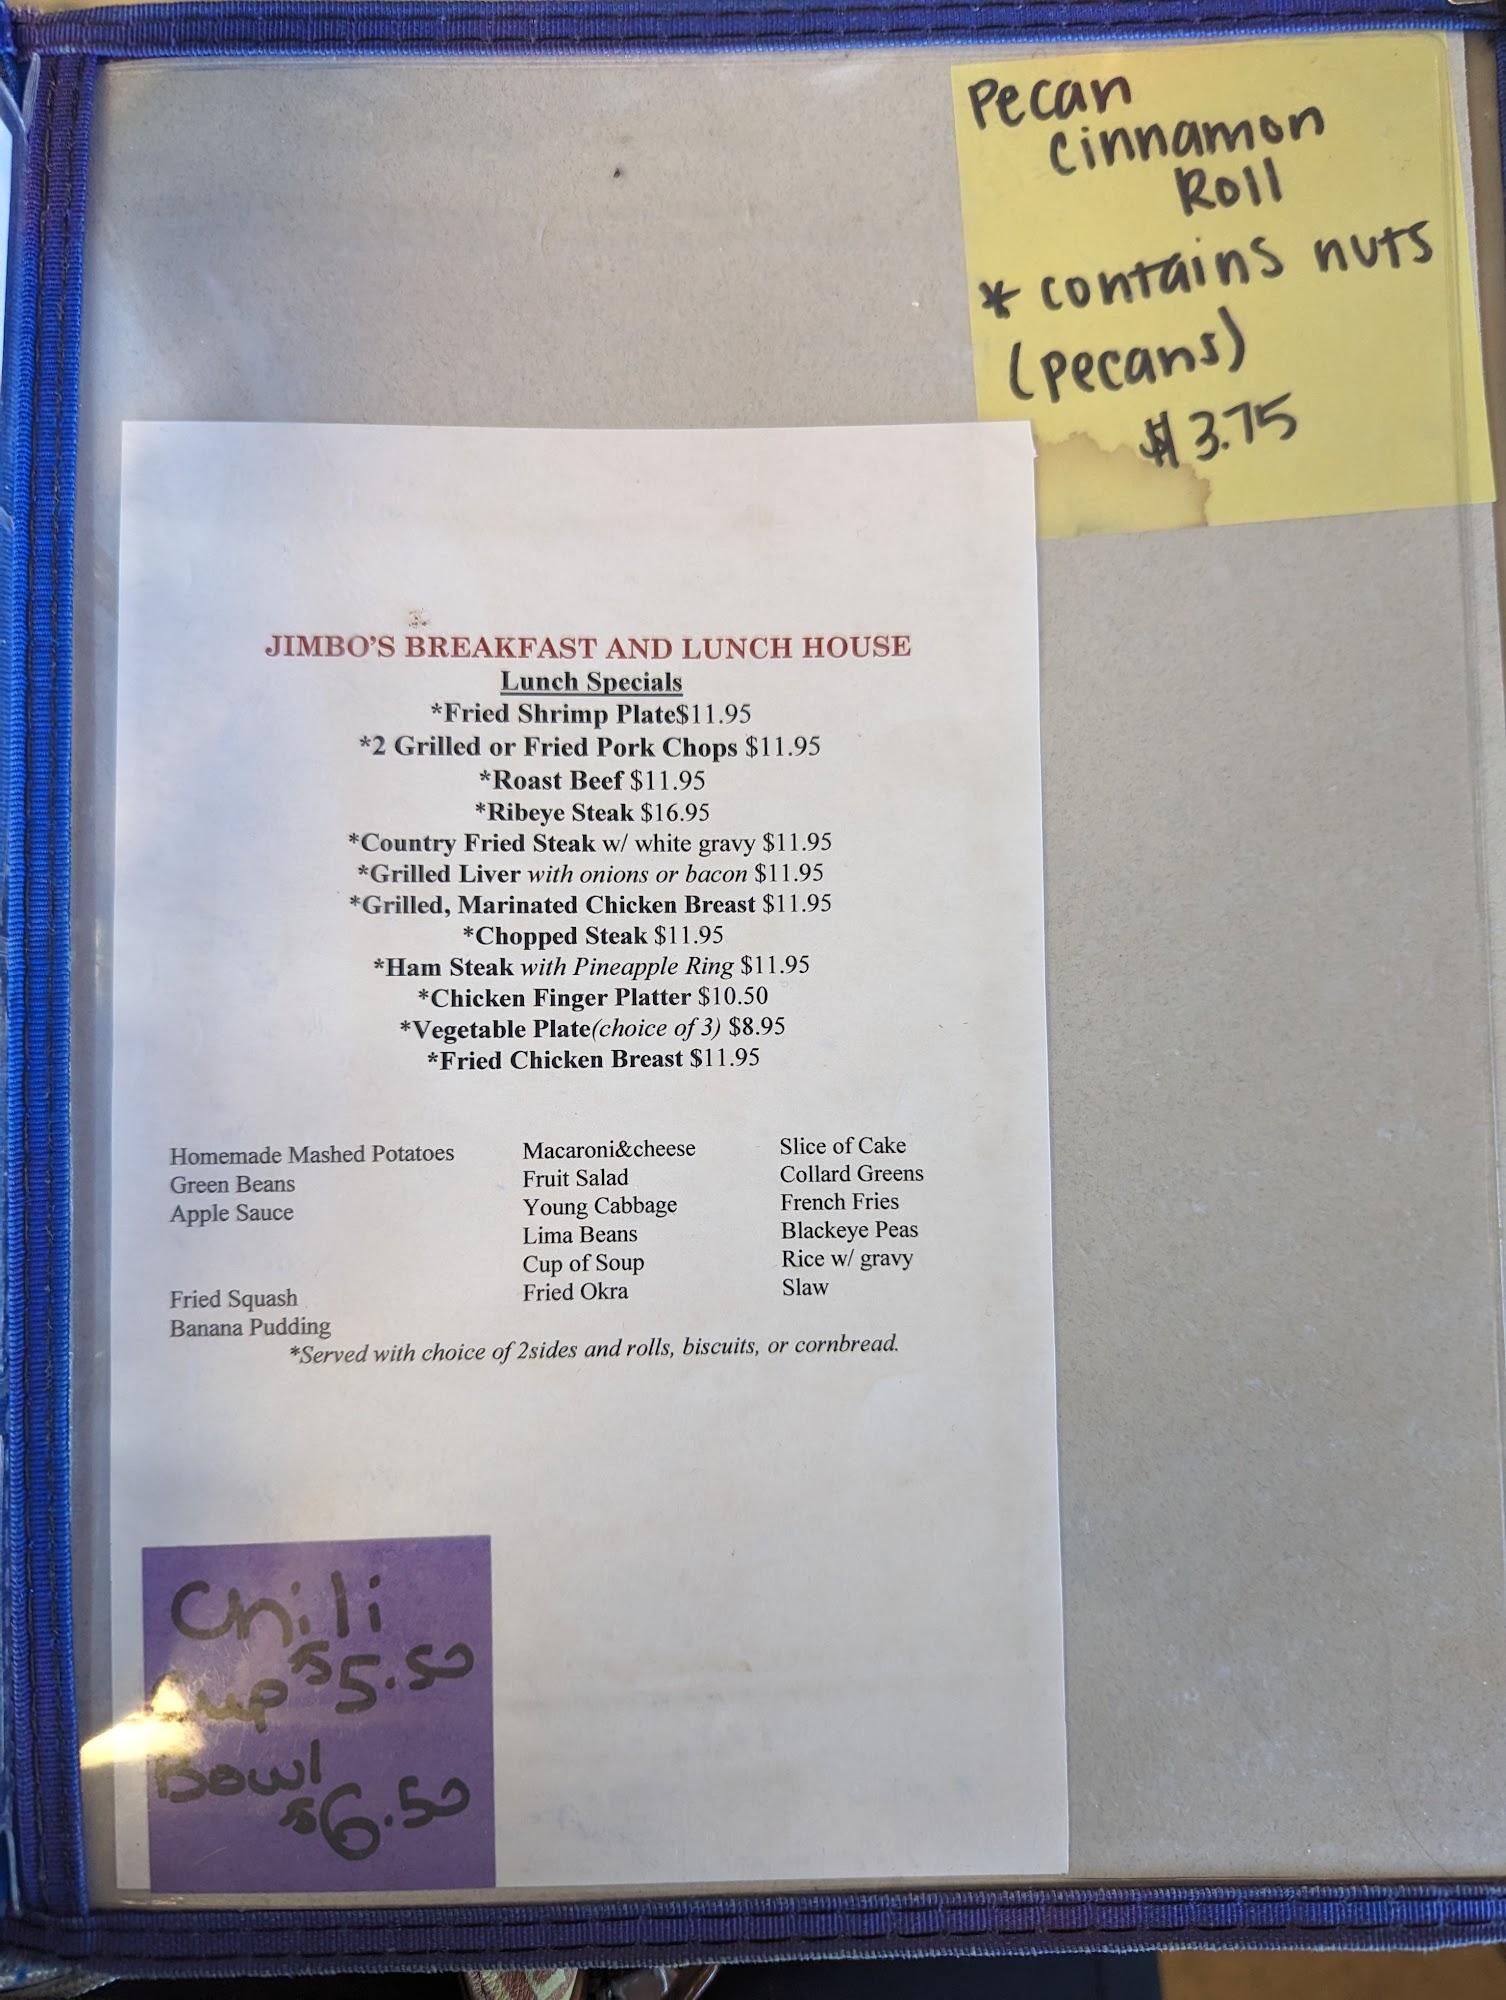 Pecan
Cinnamon
Roll
* contains nuts
(pecans)
$3.75
JIMBO'S BREAKFAST AND LUNCH HOUSE
Lunch Specials
*Fried Shrimp Plate$11.95
*2 Grilled or Fried Pork Chops $11.95
*Roast Beef $11.95
*Ribeye Steak $16.95
*Country Fried Steak w/ white gravy $11.95
*Grilled Liver with onions or bacon $11.95
*Grilled, Marinated Chicken Breast $11.95
*Chopped Steak $11.95
*Ham Steak with Pineapple Ring $11.95
*Chicken Finger Platter $10.50
*Vegetable Plate(choice of 3) $8.95
*Fried Chicken Breast $11.95
Homemade Mashed Potatoes
Green Beans
Apple Sauce
Fried Squash
Banana Pudding
Macaroni&cheese
Fruit Salad
Young Cabbage
Lima Beans
Cup of Soup
Fried Okra
Slice of Cake
Collard Greens
French Fries
Blackeye Peas
Rice w/ gravy
Slaw
*Served with choice of 2sides and rolls, biscuits, or cornbread.
Chili
Cup $5.50
Bowl
$6.50